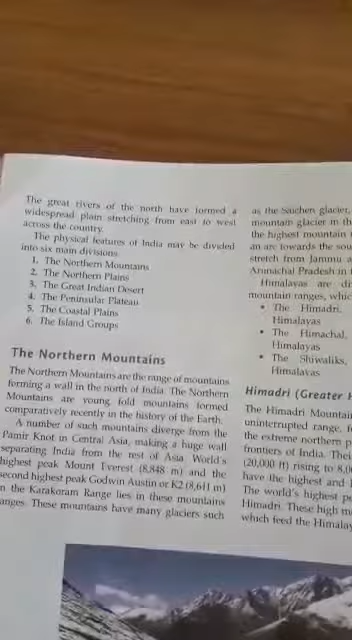 The great rivers of the north have formed a
widespread plain stretching from east to west
across the country.
The physical features of India may be divided
into six main divisions.
1. The Northern Mountains
2. The Northern Plains
3. The Great Indian Desert
4. The Peninsular Plateau
5. The Coastal Plains
6. The Island Groups
The Northern Mountains
The Northern Mountains are the range of mountains
forming a wall in the north of India. The Northern
Mountains are young fold mountains formed
comparatively recently in the history of the Earth.
A number of such mountains diverge from the
Pamir Knot in Central Asia, making a huge wall
separating India from the rest of Asia. World's
highest peak Mount Everest (8,848 m) and the
second highest peak Godwin Austin or K2 (8,611 m)
n the Karakoram Range lies in these mountains
anges. These mountains have many glaciers such
as the Siachen glacier,
mountain glacier in th
the highest mountain
an arc towards the sou
stretch from Jammu a
Arunachal Pradesh in
Himalayas are di
mountain ranges, whic
• The Himadri,
Himalayas
• The Himachal,
Himalayas
• The Shiwaliks,
Himalayas
Himadri (Greater H
The Himadri Mountai
uninterrupted range, f
the extreme northern p
frontiers of India. Thei
(20,000 ft) rising to 8,0
have the highest and
The world's highest pe
Himadri. These high m
which feed the Himalay